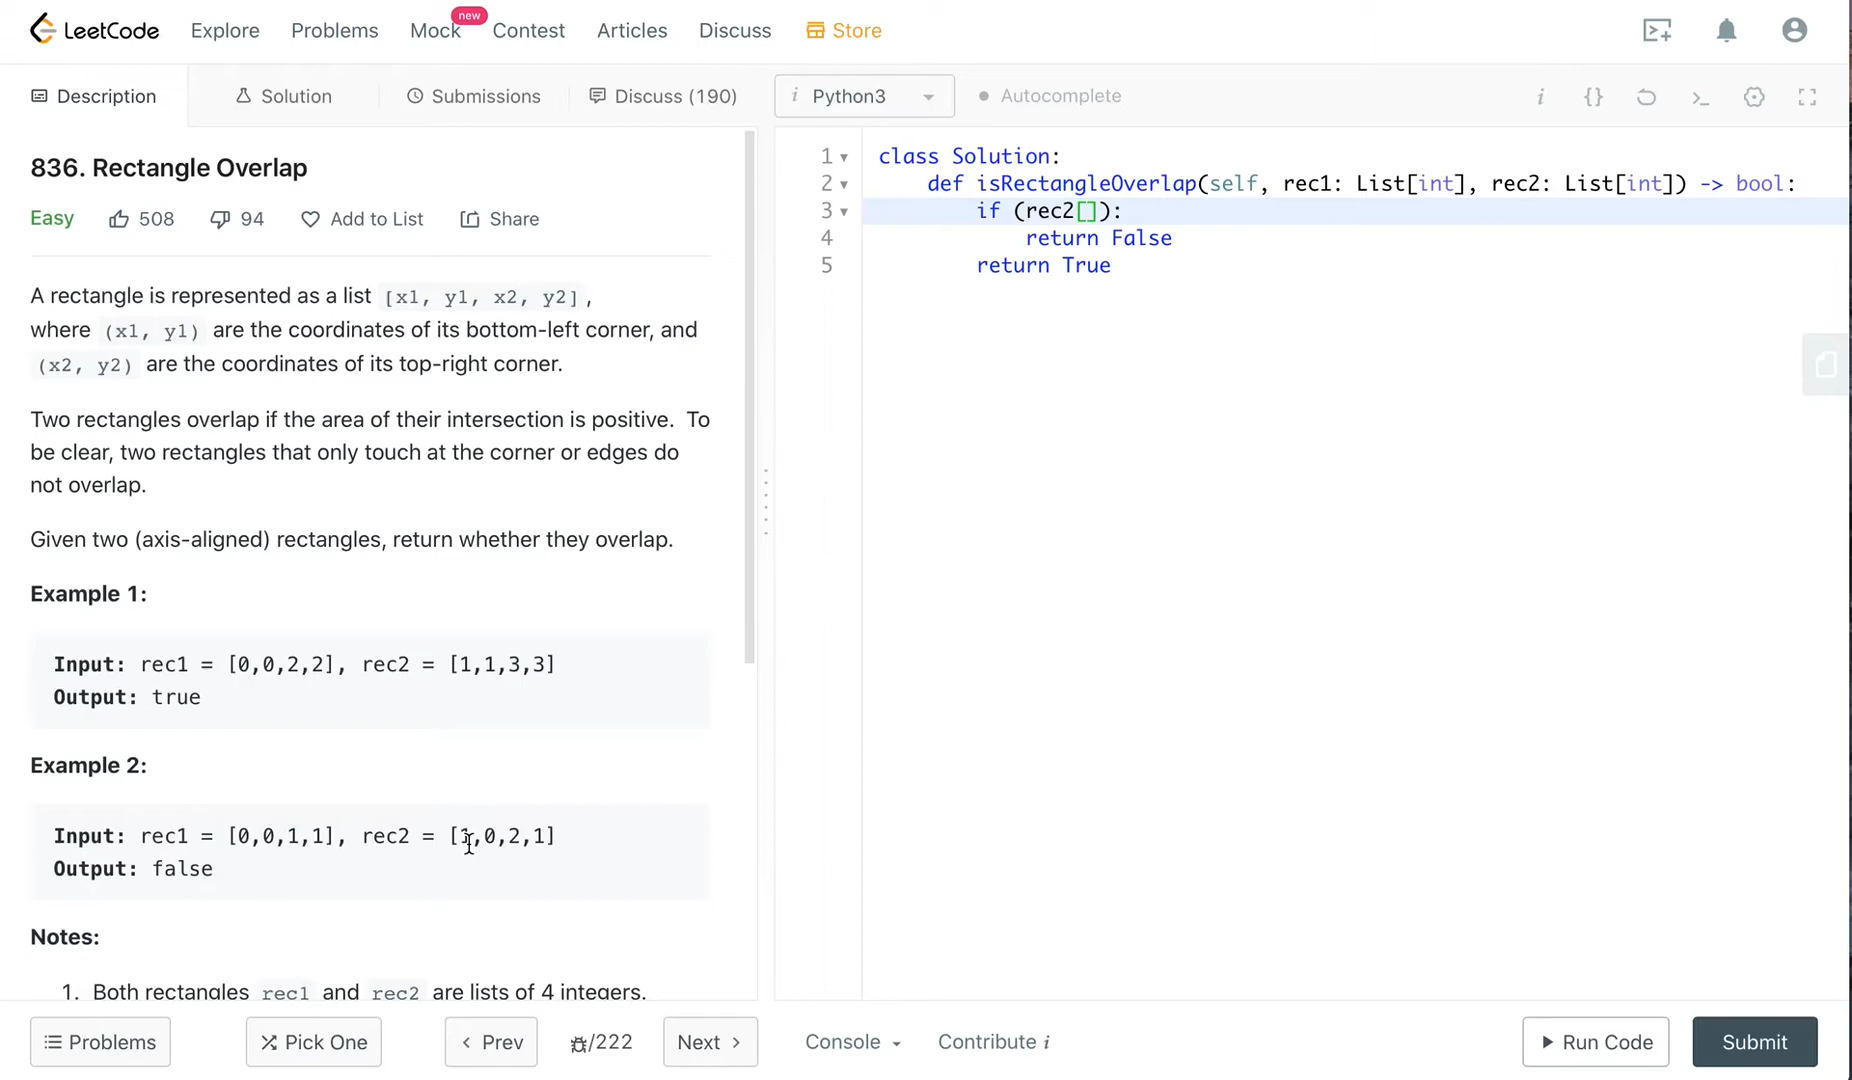 LeetCode Explore Problems Mock new Contest Articles Discuss Store
Description Solution Submissions Discuss (190)
i Python3 Autocomplete i {}
836. Rectangle Overlap
Easy 508 94 Add to List Share
A rectangle is represented as a list [x1, y1, x2, y2],
where (x1, y1) are the coordinates of its bottom-left corner, and
(x2, y2) are the coordinates of its top-right corner.
Two rectangles overlap if the area of their intersection is positive. To
be clear, two rectangles that only touch at the corner or edges do
not overlap.
Given two (axis-aligned) rectangles, return whether they overlap.
Example 1:
Input: rec1 = [0,0,2,2], rec2 = [1,1,3,3]
Output: true
Example 2:
Input: rec1 = [0,0,1,1], rec2 = [1,0,2,1]
Output: false
Notes:
1. Both rectangles rec1 and rec2 are lists of 4 integers.
1 class Solution:
2 def isRectangleOverlap(self, rec1: List[int], rec2: List[int]) -> bool:
3 if (rec2[]):
4 return False
5 return True
Problems Pick One Prev /222 Next
Console Contribute i Run Code Submit